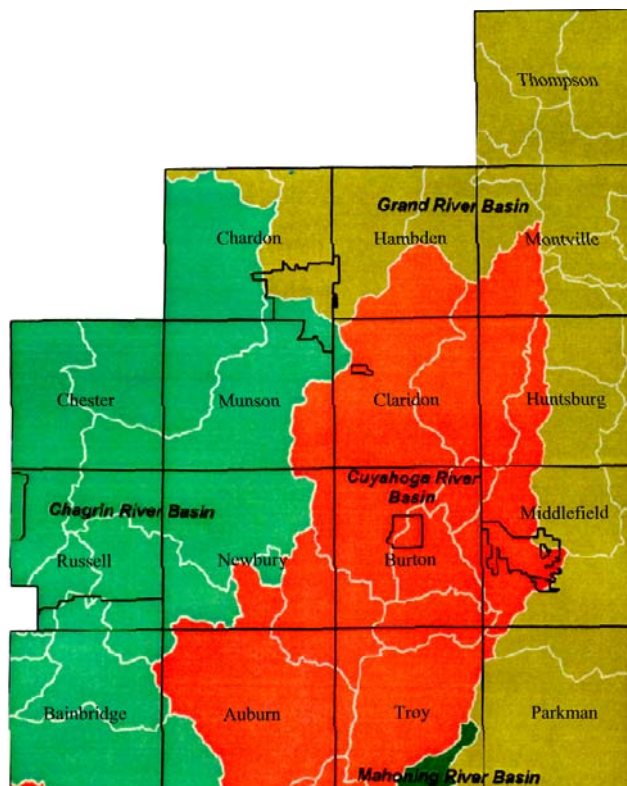 Thompson
Grand River Basin
Chardon
Hambden
Montville
Chester
Munson
Claridon
Huntsburg
Cuyahoga River
Basin
Chagrin River Basin
Middlefield
Russell
Newbury
Burton
Bainbridge
Auburn
Troy
Parkman
Mahoning River Basin